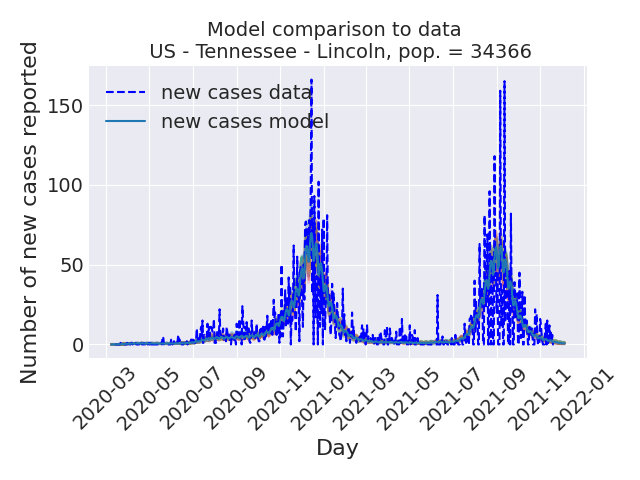 Model comparison to data
US - Tennessee - Lincoln, pop. = 34366
Number of new cases reported
150
100
50
0
new cases data
new cases model
2020-03
2020-05
2020-07
2020-09
2020-11
2021-01
2021-03
2021-05
2021-07
2021-09
2021-11
2022-01
Day